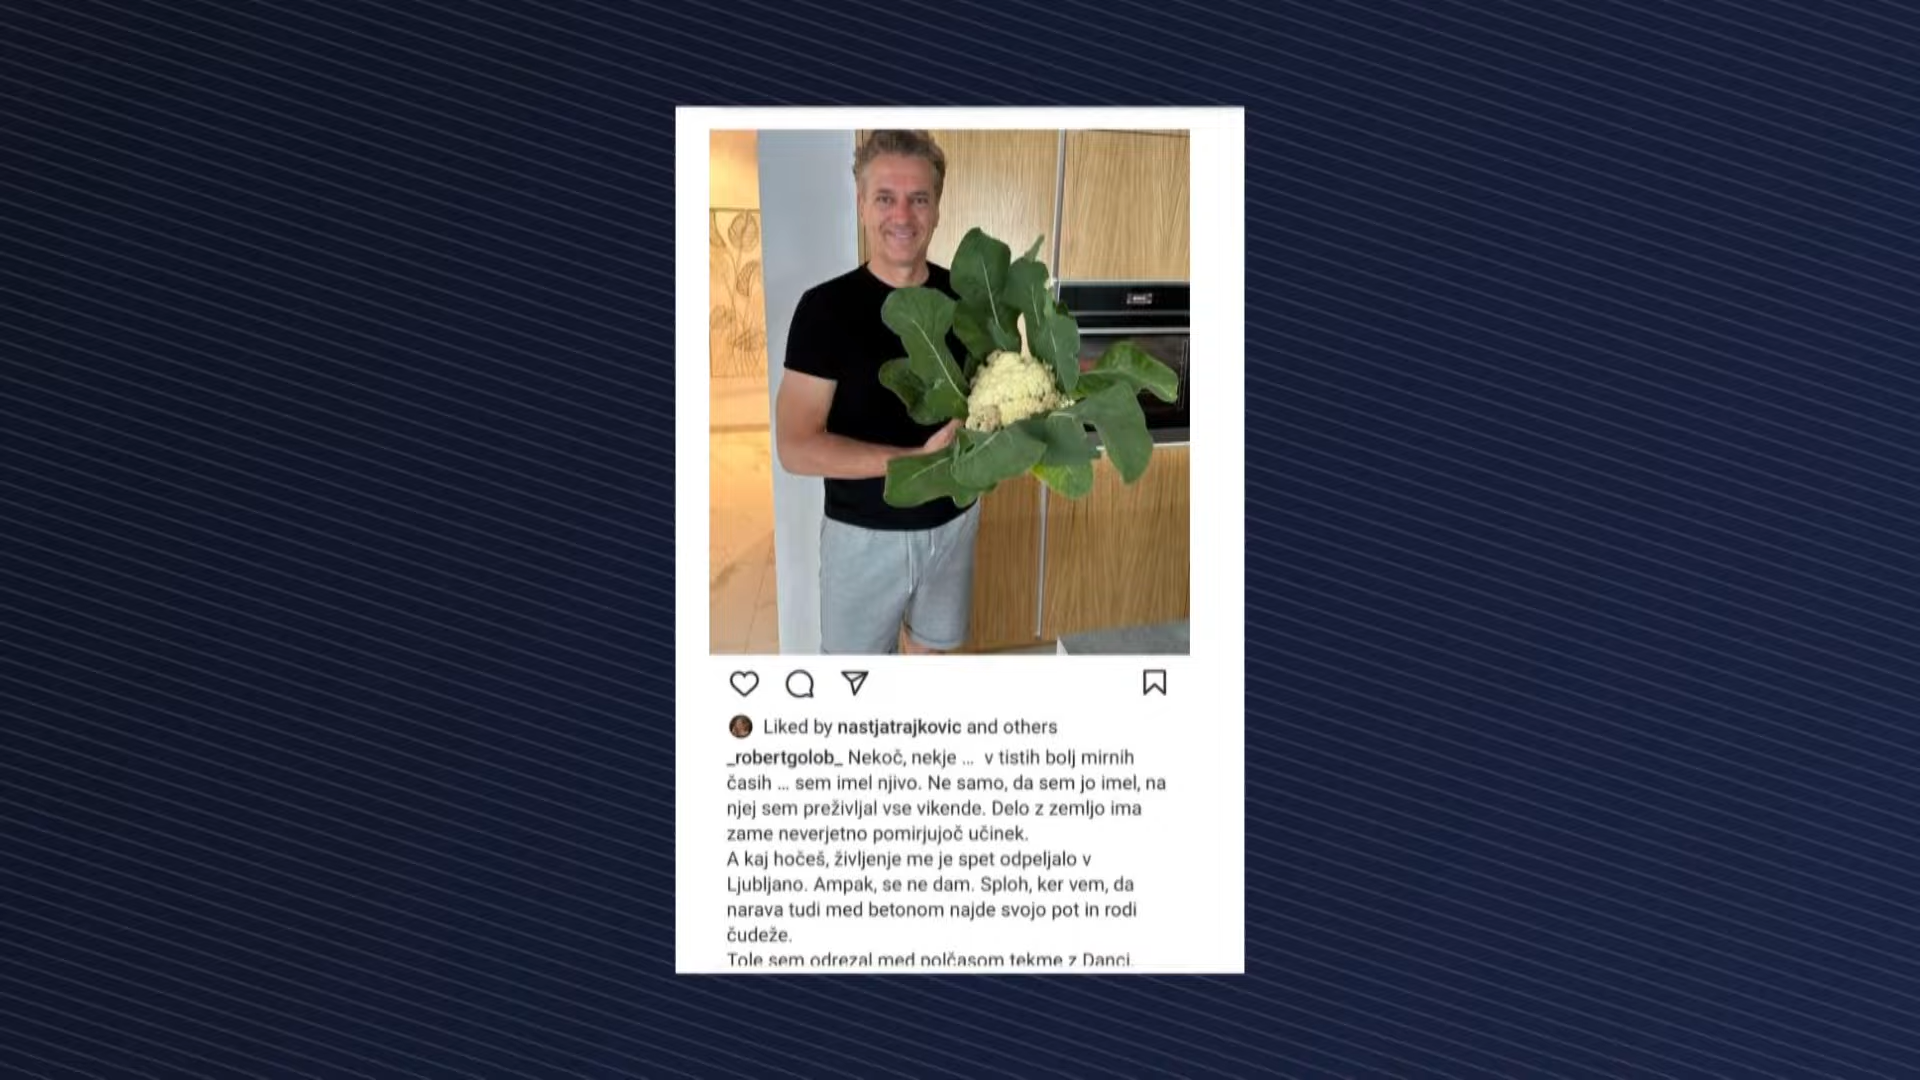 Liked by nastjatrajkovic and others
_robertgolob_ Nekoč, nekje ... v tistih bolj mirnih
časih ... sem imel njivo. Ne samo, da sem jo imel, na
njej sem preživljal vse vikende. Delo z zemljo ima
zame neverjetno pomirjujoč učinek.
A kaj hočeš, življenje me je spet odpeljalo v
Ljubljano. Ampak, se ne dam. Sploh, ker vem, da
narava tudi med betonom najde svojo pot in rodi
čudeže.
Tole sem odrezal med polčasom tekme z Danci.